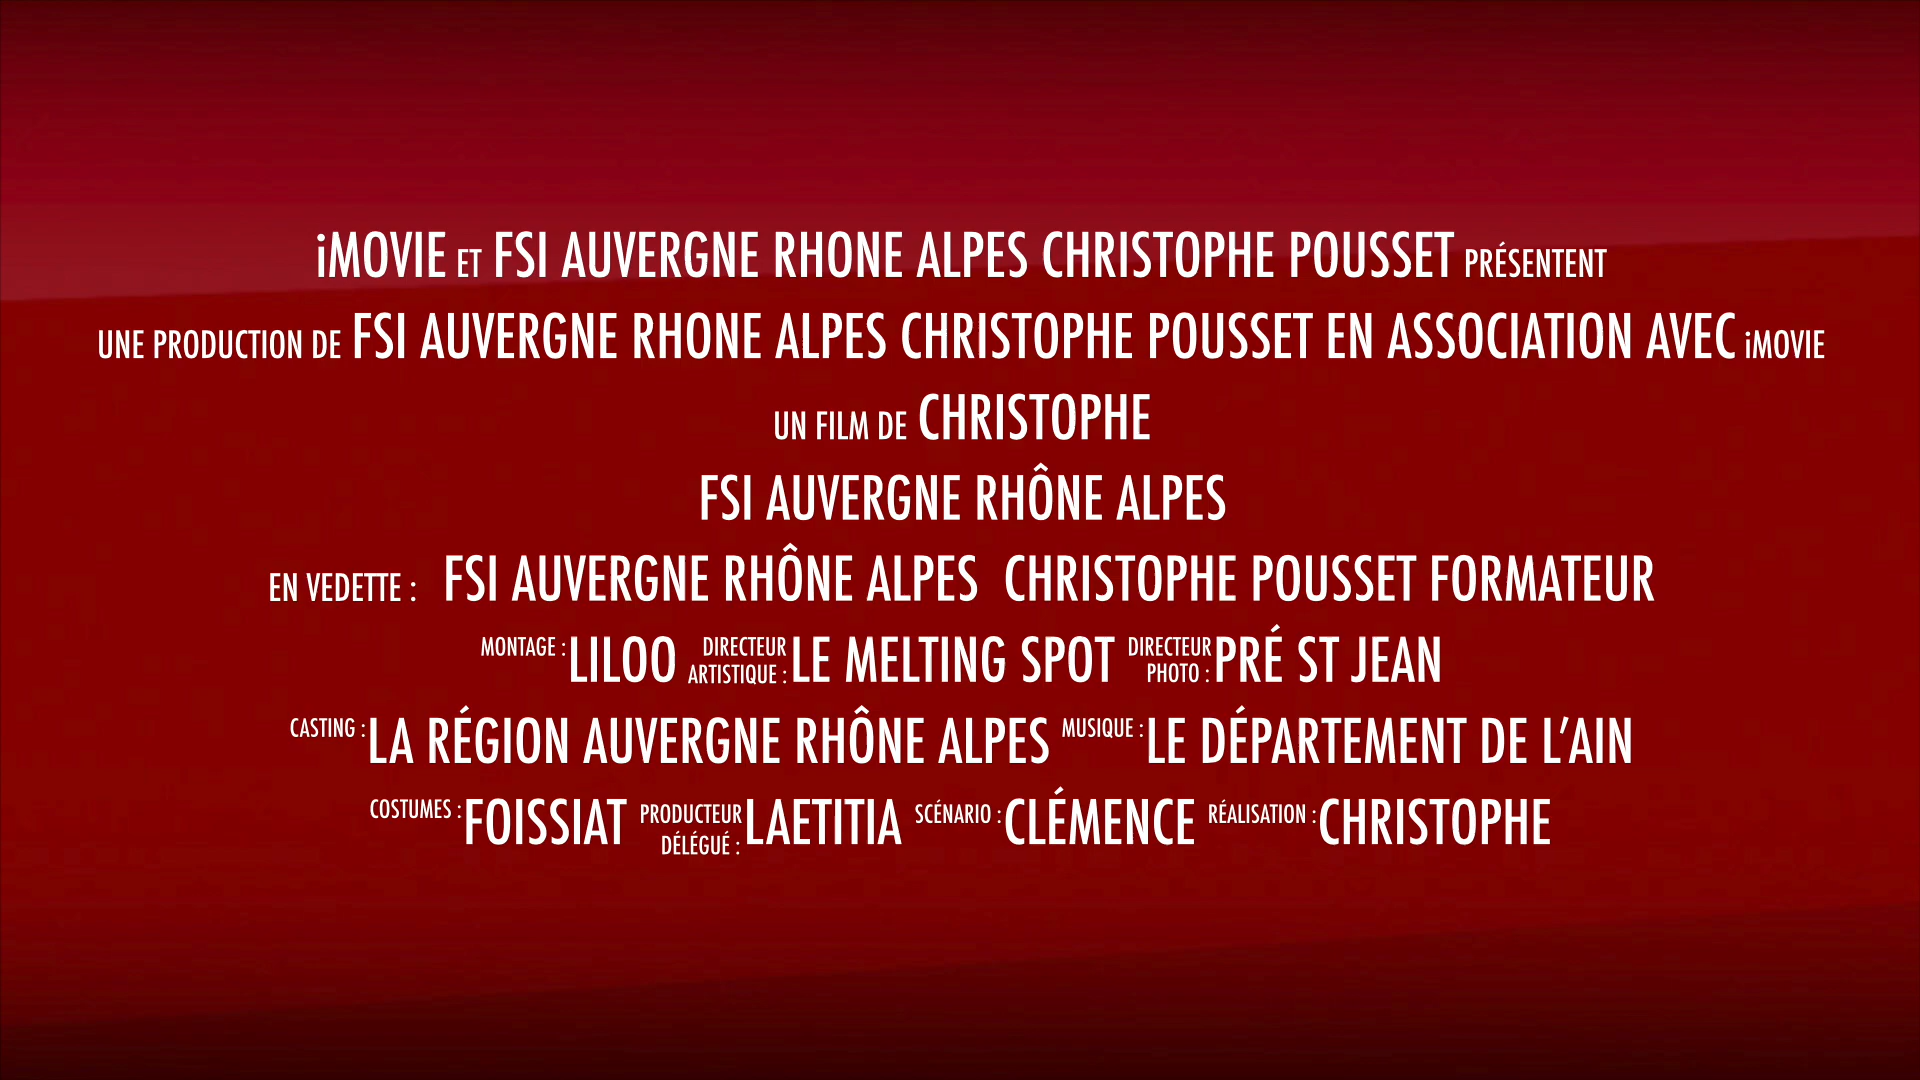 iMOVIE ET FSI AUVERGNE RHONE ALPES CHRISTOPHE POUSSET PRÉSENTENT
UNE PRODUCTION DE FSI AUVERGNE RHONE ALPES CHRISTOPHE POUSSET EN ASSOCIATION AVEC iMOVIE
UN FILM DE CHRISTOPHE
FSI AUVERGNE RHÔNE ALPES
EN VEDETTE : FSI AUVERGNE RHÔNE ALPES CHRISTOPHE POUSSET FORMATEUR
MONTAGE : LILOO DIRECTEUR ARTISTIQUE : LE MELTING SPOT DIRECTEUR PHOTO : PRÉ ST JEAN
CASTING : LA RÉGION AUVERGNE RHÔNE ALPES MUSIQUE : LE DÉPARTEMENT DE L’AIN
COSTUMES : FOISSIAT PRODUCTEUR DÉLÉGUÉ : LAETITIA SCÉNARIO : CLÉMENCE RÉALISATION : CHRISTOPHE